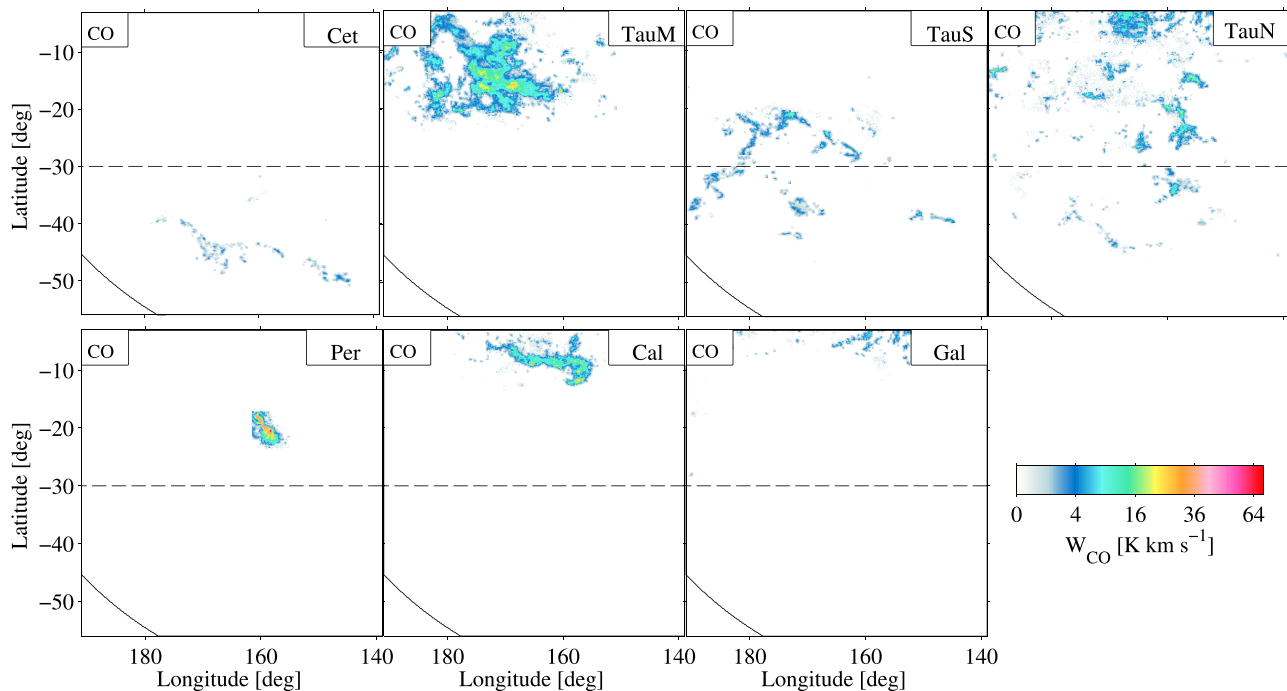 CO Cet CO TauM CO TauS CO TauN
−10
−20
−30
−40
−50
Latitude [deg]
CO Per CO Cal CO Gal
−10
−20
−30
−40
−50
Latitude [deg]
180 160 140 180 160 140 180 160 140
Longitude [deg] Longitude [deg] Longitude [deg]
0 4 16 36 64
W_CO [K km s⁻¹]